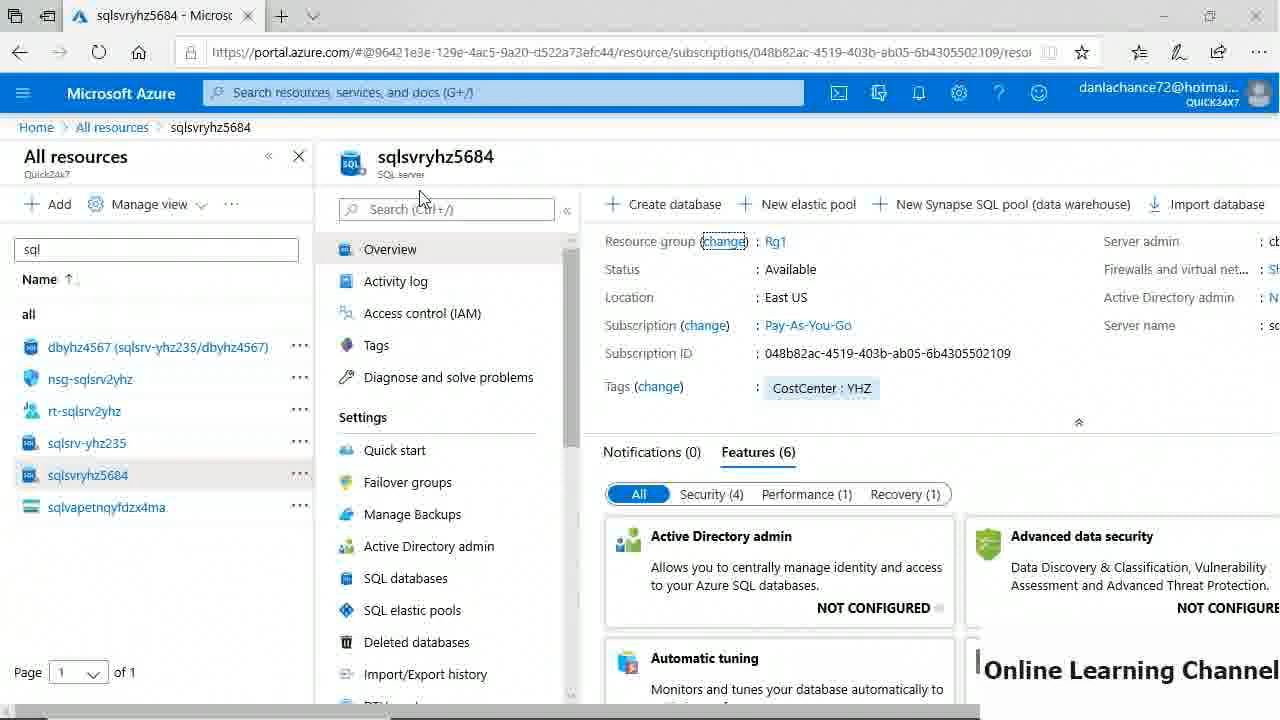 sqlsvryhz5684 - Microsc
https://portal.azure.com/#@96421e3e-129e-4ac5-9a20-d522a73efc44/resource/subscriptions/048b82ac-4519-403b-ab05-6b4305502109/resou
Microsoft Azure
Search resources, services, and docs (G+/)
danlachance72@hotmai...
QUICK24X7
Home > All resources > sqlsvryhz5684
All resources
Quick24x7
Add
Manage view
sql
Name
all
dbyhz4567 (sqlsrv-yhz235/dbyhz4567)
nsg-sqlsrv2yhz
rt-sqlsrv2yhz
sqlsrv-yhz235
sqlsvryhz5684
sqlvapetnqyfdzx4ma
Page 1 of 1
sqlsvryhz5684
SQL server
Search (Ctrl+/)
Overview
Activity log
Access control (IAM)
Tags
Diagnose and solve problems
Settings
Quick start
Failover groups
Manage Backups
Active Directory admin
SQL databases
SQL elastic pools
Deleted databases
Import/Export history
Create database
New elastic pool
New Synapse SQL pool (data warehouse)
Import database
Resource group (change) : Rg1
Status : Available
Location : East US
Subscription (change) : Pay-As-You-Go
Subscription ID : 048b82ac-4519-403b-ab05-6b4305502109
Tags (change) : CostCenter : YHZ
Server admin :
Firewalls and virtual net... :
Active Directory admin :
Server name :
Notifications (0)
Features (6)
All
Security (4)
Performance (1)
Recovery (1)
Active Directory admin
Allows you to centrally manage identity and access
to your Azure SQL databases.
NOT CONFIGURED
Advanced data security
Data Discovery & Classification, Vulnerability
Assessment and Advanced Threat Protection.
NOT CONFIGURE
Automatic tuning
Monitors and tunes your database automatically to
Online Learning Channel